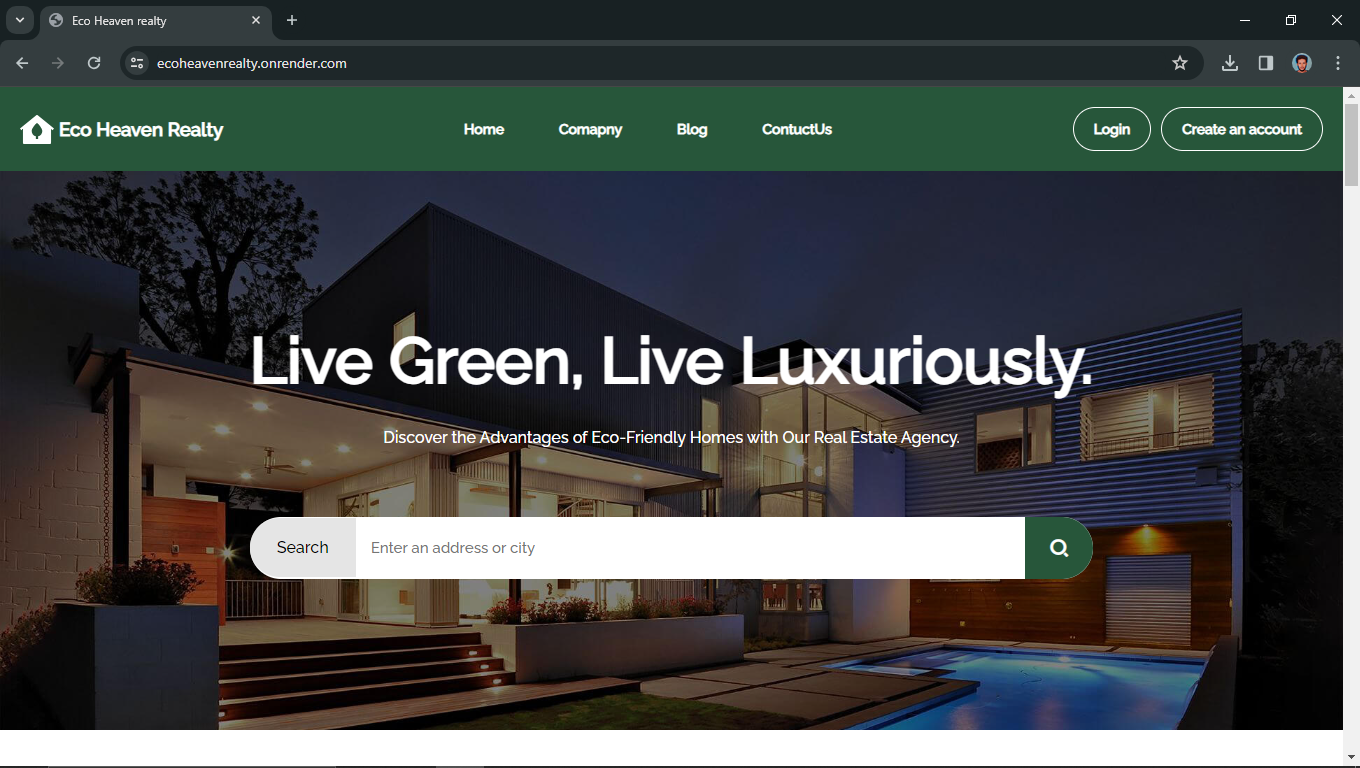 Eco Heaven realty
ecoheavenrealty.onrender.com
Eco Heaven Realty
Home
Comapny
Blog
ContuctUs
Login
Create an account
Live Green, Live Luxuriously.
Discover the Advantages of Eco-Friendly Homes with Our Real Estate Agency.
Search
Enter an address or city